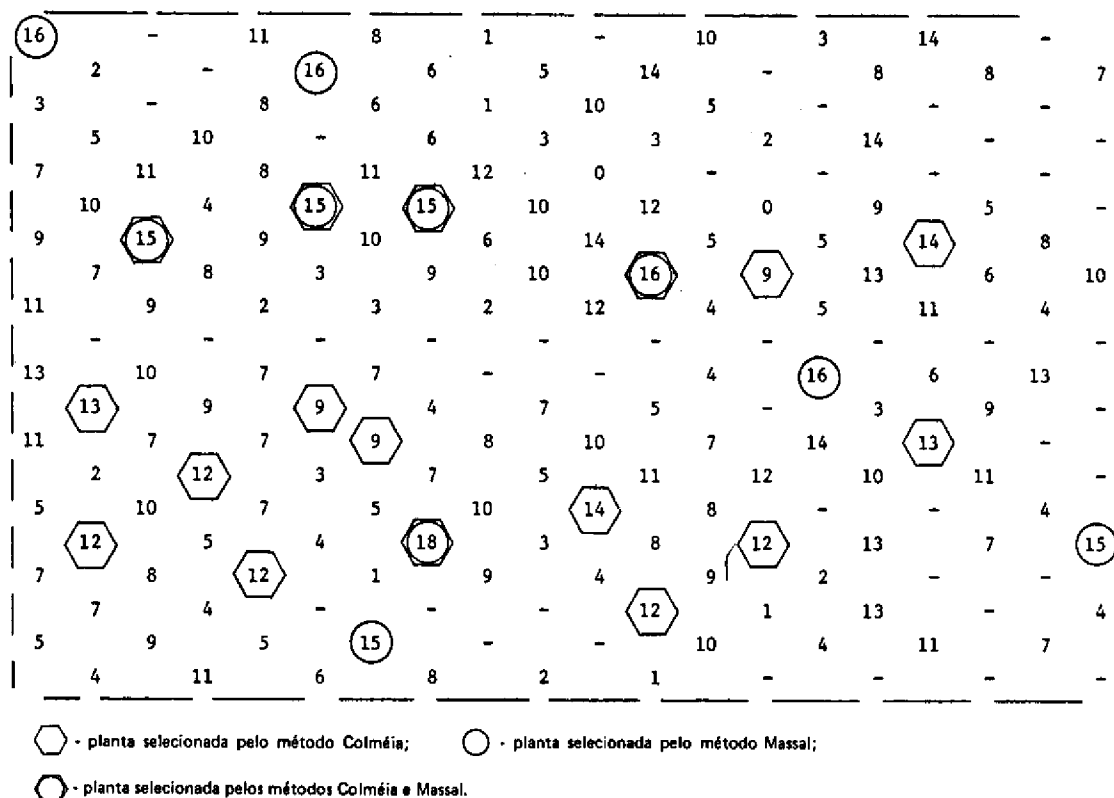 16 - 11 8 1 - 10 3 14 -
2 - 16 6 5 14 - 8 8 7
3 - 8 6 1 10 5 - - -
5 10 - 6 3 3 2 14 - -
7 11 8 11 12 0 - - - -
10 4 15 15 10 12 0 9 5 -
9 15 9 10 6 14 5 5 14 8
7 8 3 9 10 16 9 13 6 10
11 9 2 3 2 12 4 5 11 4
- - - - - - - - - -
13 10 7 7 - - 4 16 6 13
13 9 9 4 7 5 - 3 9 -
11 7 7 9 8 10 7 14 13 -
2 12 3 7 5 11 12 10 11 -
5 10 7 5 10 14 8 - - 4
12 5 4 18 3 8 12 13 7 15
7 8 12 1 9 4 9 2 - -
7 4 - - - 12 1 13 - 4
5 9 5 15 - - 10 4 11 7
4 11 6 8 2 1 - - - -
- planta selecionada pelo método Colméia; - planta selecionada pelo método Massal;
- planta selecionada pelos métodos Colméia e Massal.